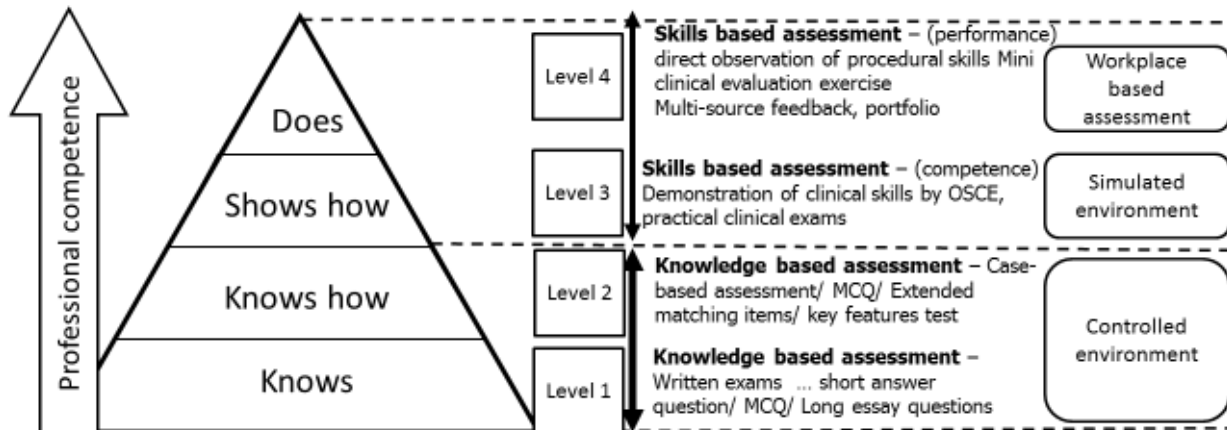 Professional competence
Does
Shows how
Knows how
Knows
Level 4
Level 3
Level 2
Level 1
Skills based assessment – (performance)
direct observation of procedural skills Mini
clinical evaluation exercise
Multi-source feedback, portfolio
Skills based assessment – (competence)
Demonstration of clinical skills by OSCE,
practical clinical exams
Knowledge based assessment – Case-
based assessment/ MCQ/ Extended
matching items/ key features test
Knowledge based assessment –
Written exams ... short answer
question/ MCQ/ Long essay questions
Workplace
based
assessment
Simulated
environment
Controlled
environment